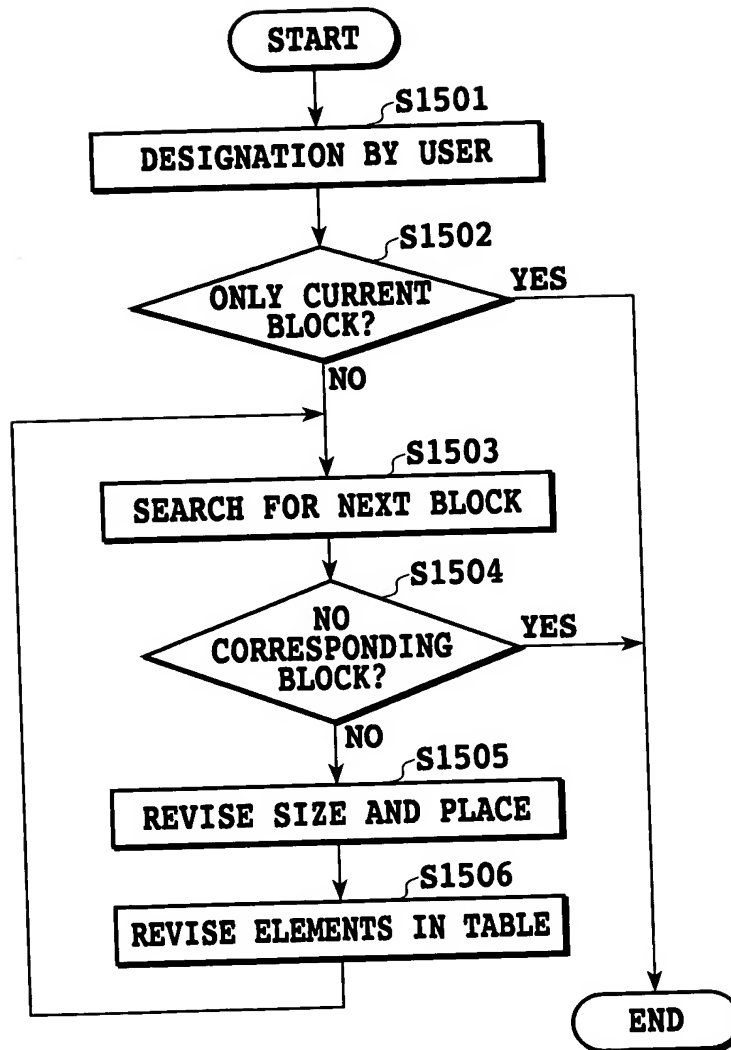 START
S1501
DESIGNATION BY USER
S1502
ONLY CURRENT
BLOCK?
YES
NO
S1503
SEARCH FOR NEXT BLOCK
S1504
NO
CORRESPONDING
BLOCK?
YES
NO
S1505
REVISE SIZE AND PLACE
S1506
REVISE ELEMENTS IN TABLE
END